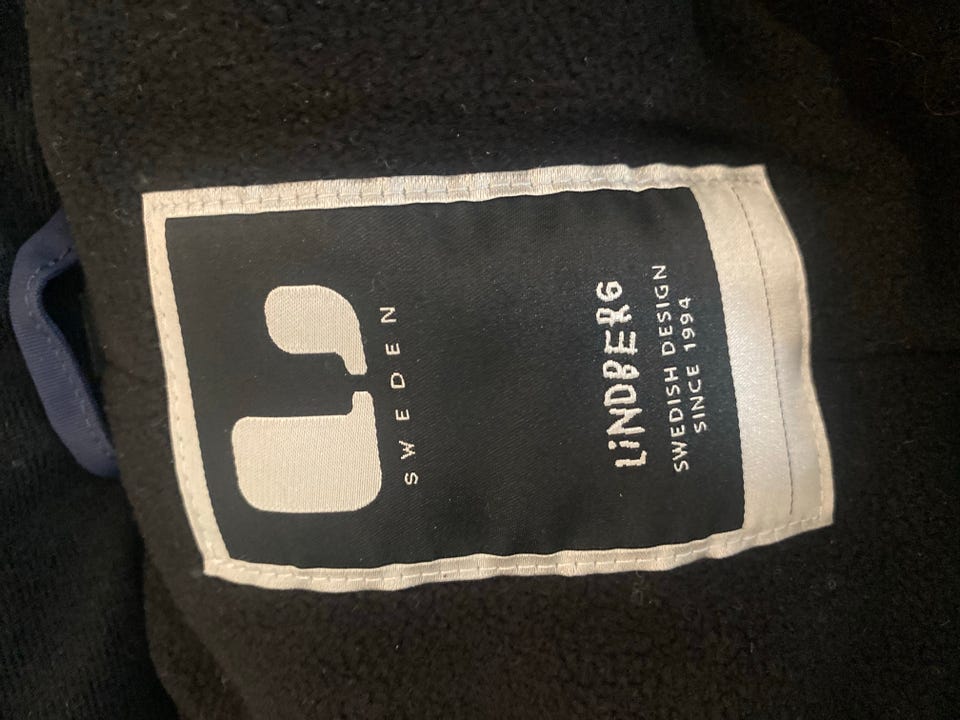 SWEDEN
LiNDBERG
SWEDISH DESIGN
SINCE 1994